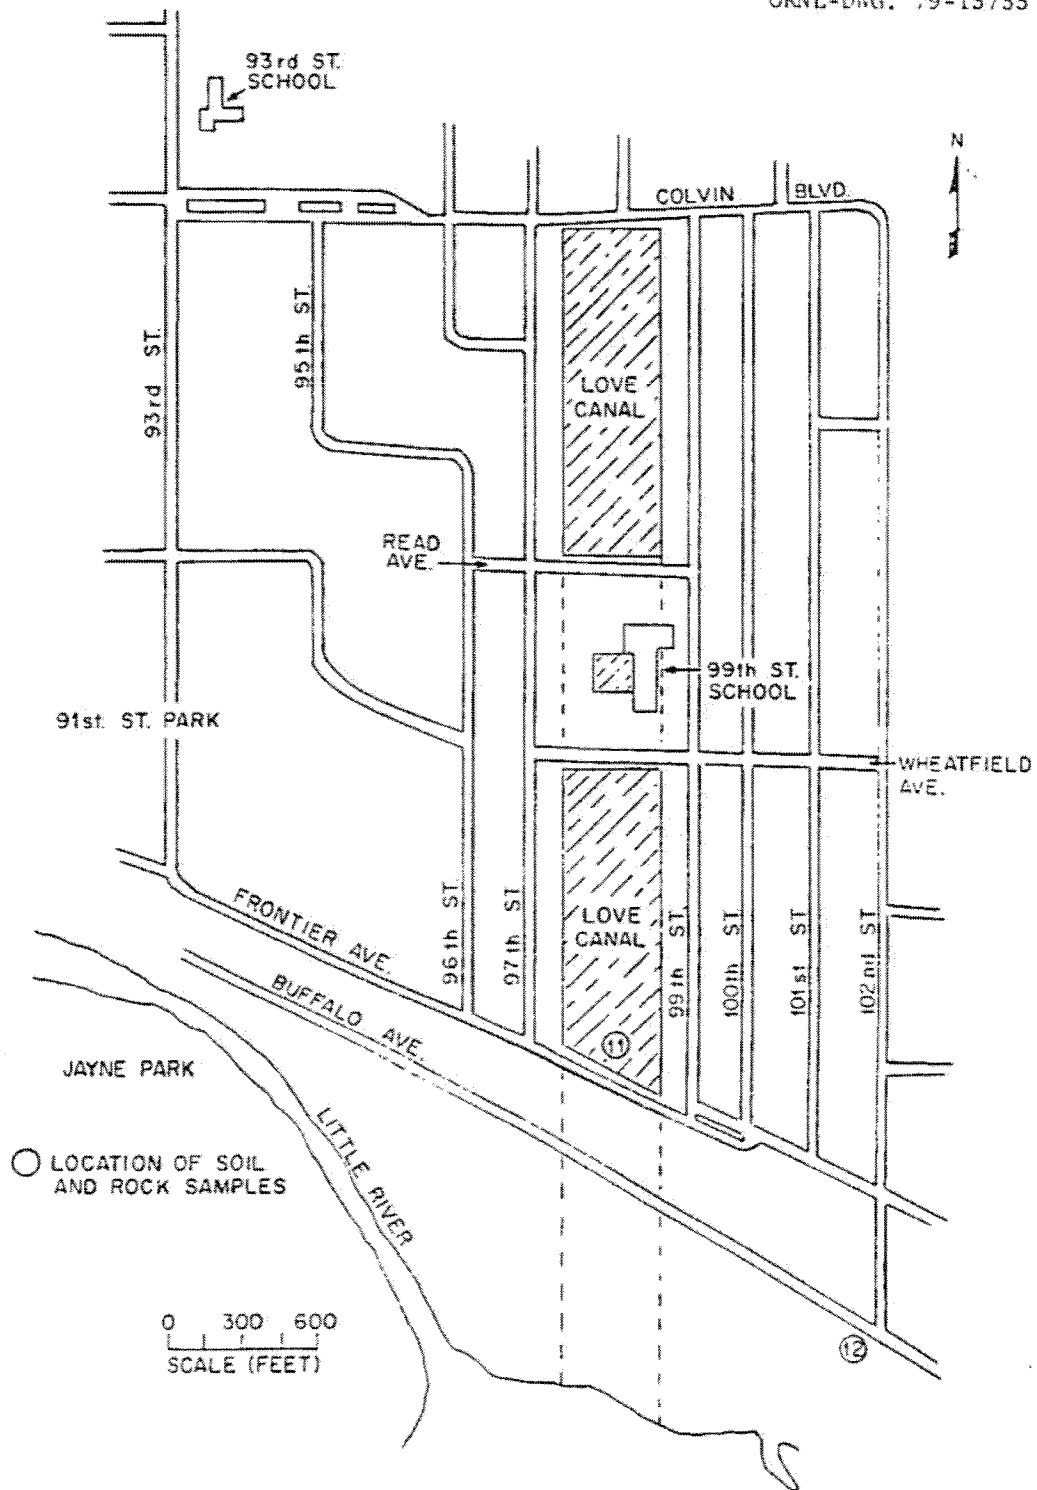 93rd ST.
SCHOOL
N
COLVIN BLVD.
93rd ST.
95th ST.
LOVE
CANAL
READ
AVE.
99th ST.
SCHOOL
91st. ST. PARK
WHEATFIELD
AVE.
FRONTIER AVE.
96th ST.
97th ST
LOVE
CANAL
99th ST.
100th ST.
101st ST
102nd ST
BUFFALO AVE.
11
JAYNE PARK
LITTLE RIVER
LOCATION OF SOIL
AND ROCK SAMPLES
0 300 600
SCALE (FEET)
12